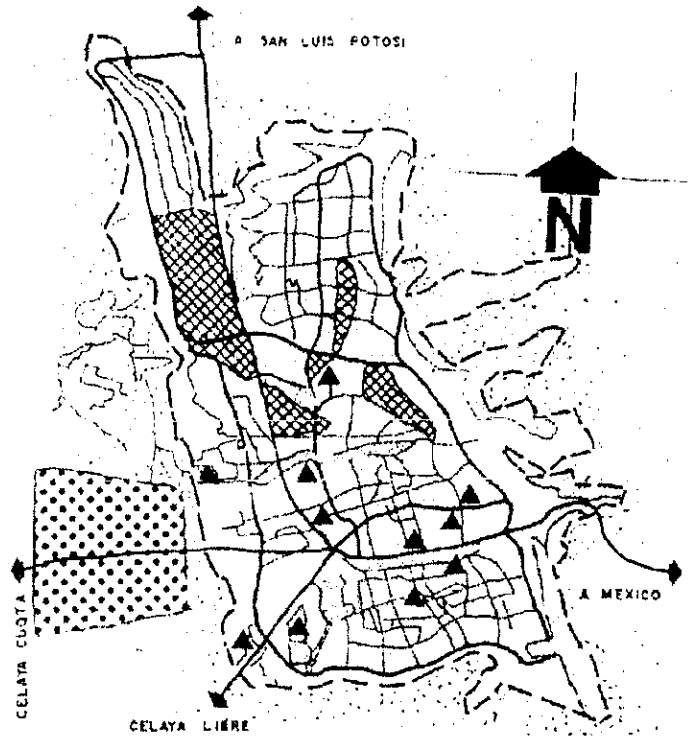 A SAN LUIS POTOSI
N
A MEXICO
CELAYA CUOTA
CELAYA LIBRE